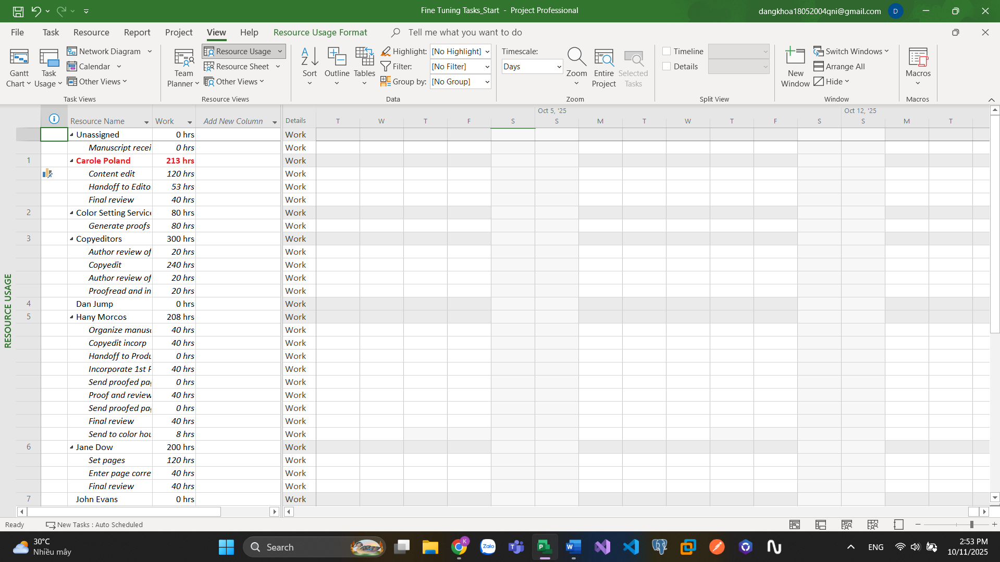 Fine Tuning Tasks_Start - Project Professional
dangkhoa18052004qni@gmail.com
D
File Task Resource Report Project View Help Resource Usage Format Tell me what you want to do
Gantt Chart
Task Usage
Network Diagram
Calendar
Other Views
Task Views
Team Planner
Resource Usage
Resource Sheet
Other Views
Resource Views
Sort
Outline
Tables
Highlight: [No Highlight]
Filter: [No Filter]
Group by: [No Group]
Data
Timescale:
Days
Zoom
Entire Project
Selected Tasks
Zoom
Timeline
Details
Split View
New Window
Switch Windows
Arrange All
Hide
Window
Macros
Macros
Oct 5, '25 Oct 12, '25
Resource Name Work Add New Column Details T W T F S S M T W T F S S M T
Unassigned 0 hrs Work
Manuscript recei 0 hrs Work
1 Carole Poland 213 hrs Work
Content edit 120 hrs Work
Handoff to Edito 53 hrs Work
Final review 40 hrs Work
2 Color Setting Service 80 hrs Work
Generate proofs 80 hrs Work
3 Copyeditors 300 hrs Work
Author review of 20 hrs Work
Copyedit 240 hrs Work
Author review of 20 hrs Work
Proofread and in 20 hrs Work
4 Dan Jump 0 hrs Work
5 Hany Morcos 208 hrs Work
Organize manusc 40 hrs Work
Copyedit incorp 40 hrs Work
Handoff to Produ 0 hrs Work
Incorporate 1st P 40 hrs Work
Send proofed pag 0 hrs Work
Proof and review 40 hrs Work
Send proofed pag 0 hrs Work
Final review 40 hrs Work
Send to color hou 8 hrs Work
6 Jane Dow 200 hrs Work
Set pages 120 hrs Work
Enter page corre 40 hrs Work
Final review 40 hrs Work
7 John Evans 0 hrs Work
RESOURCE USAGE
Ready New Tasks : Auto Scheduled
30°C
Nhiều mây
Search
K
Zalo
ENG
2:53 PM
10/11/2025